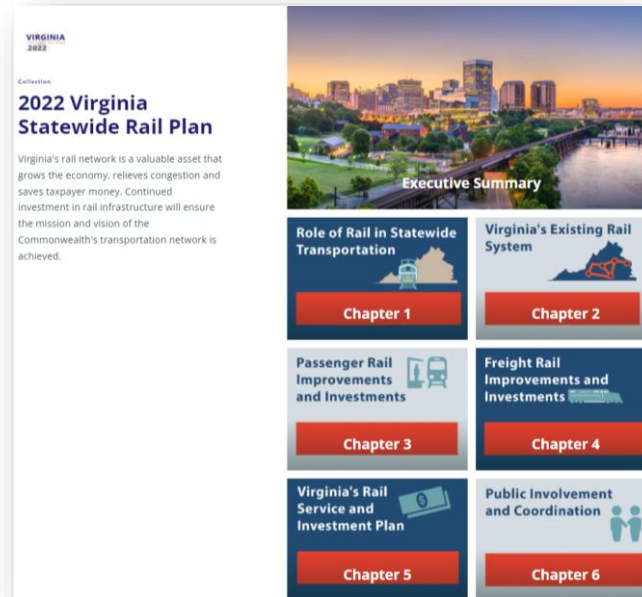 VIRGINIA
2022
Collection
2022 Virginia
Statewide Rail Plan
Virginia's rail network is a valuable asset that
grows the economy, relieves congestion and
saves taxpayer money. Continued
investment in rail infrastructure will ensure
the mission and vision of the
Commonwealth's transportation network is
achieved.
Executive Summary
Role of Rail in Statewide
Transportation
Chapter 1
Virginia's Existing Rail
System
Chapter 2
Passenger Rail
Improvements
and Investments
Chapter 3
Freight Rail
Improvements and
Investments
Chapter 4
Virginia's Rail
Service and
Investment Plan
Chapter 5
Public Involvement
and Coordination
Chapter 6